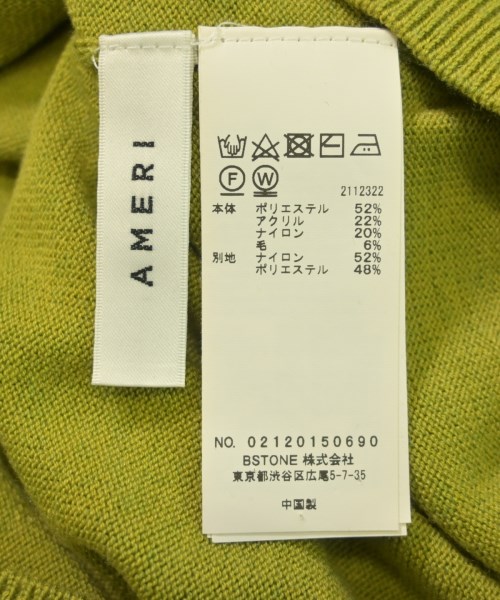 AMERI
F W
2112322
本体 ポリエステル 52%
アクリル 22%
ナイロン 20%
毛 6%
別地 ナイロン 52%
ポリエステル 48%
NO. 02120150690
BSTONE 株式会社
東京都渋谷区広尾5-7-35
中国製